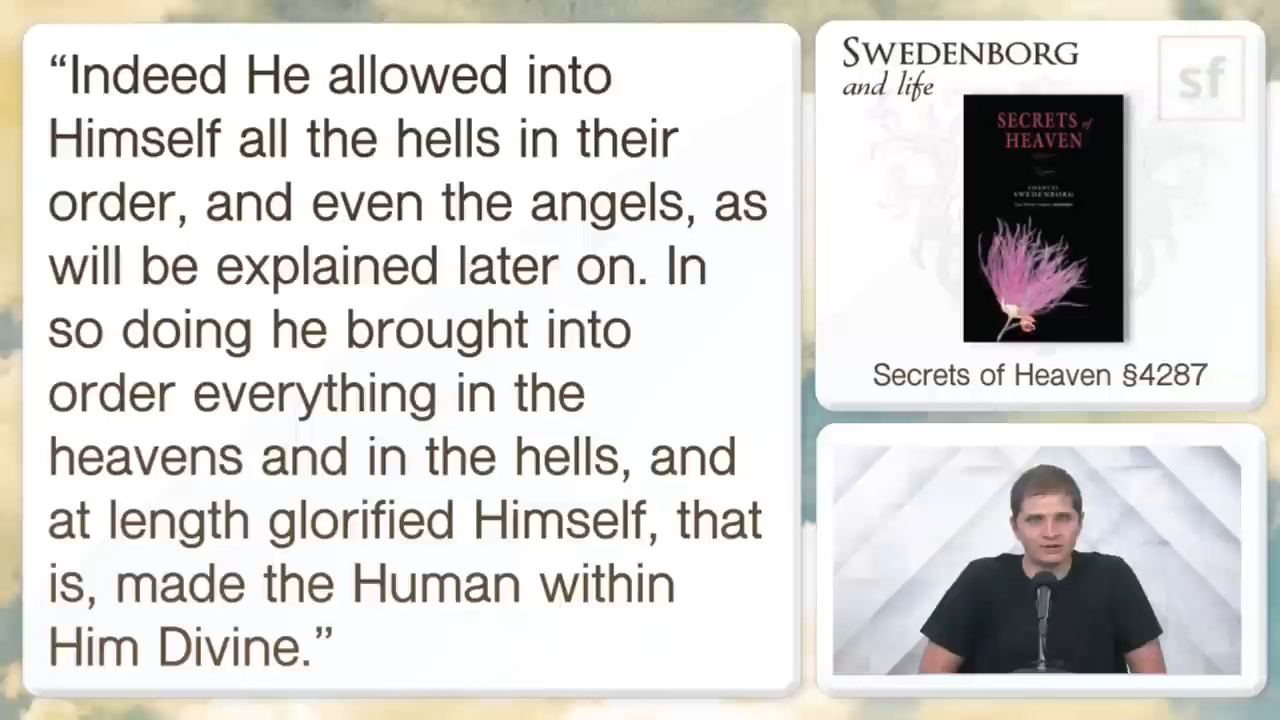 “Indeed He allowed into
Himself all the hells in their
order, and even the angels, as
will be explained later on. In
so doing he brought into
order everything in the
heavens and in the hells, and
at length glorified Himself, that
is, made the Human within
Him Divine.”
SWEDENBORG
and life
sf
SECRETS of
HEAVEN
EMANUEL
SWEDENBORG
Secrets of Heaven §4287